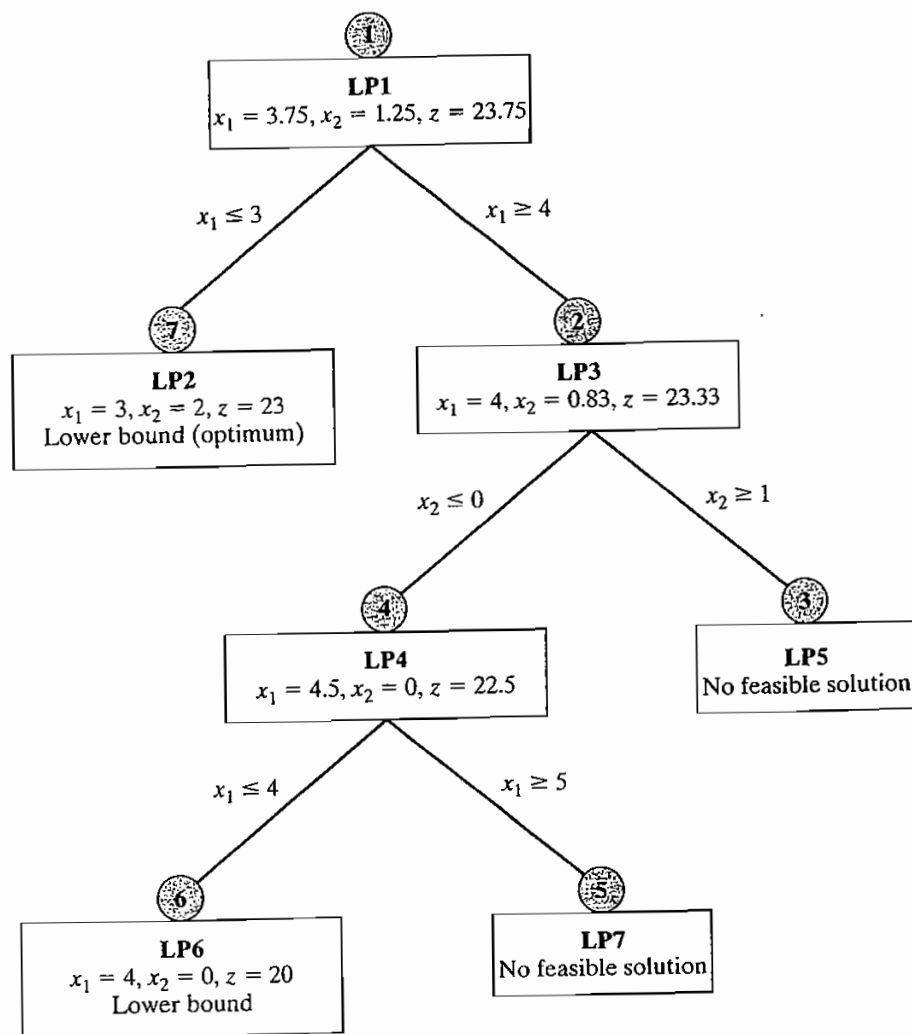 1
LP1
x₁ = 3.75, x₂ = 1.25, z = 23.75
x₁ ≤ 3
x₁ ≥ 4
7
2
LP2
x₁ = 3, x₂ = 2, z = 23
Lower bound (optimum)
LP3
x₁ = 4, x₂ = 0.83, z = 23.33
x₂ ≤ 0
x₂ ≥ 1
4
3
LP4
x₁ = 4.5, x₂ = 0, z = 22.5
LP5
No feasible solution
x₁ ≤ 4
x₁ ≥ 5
6
5
LP6
x₁ = 4, x₂ = 0, z = 20
Lower bound
LP7
No feasible solution